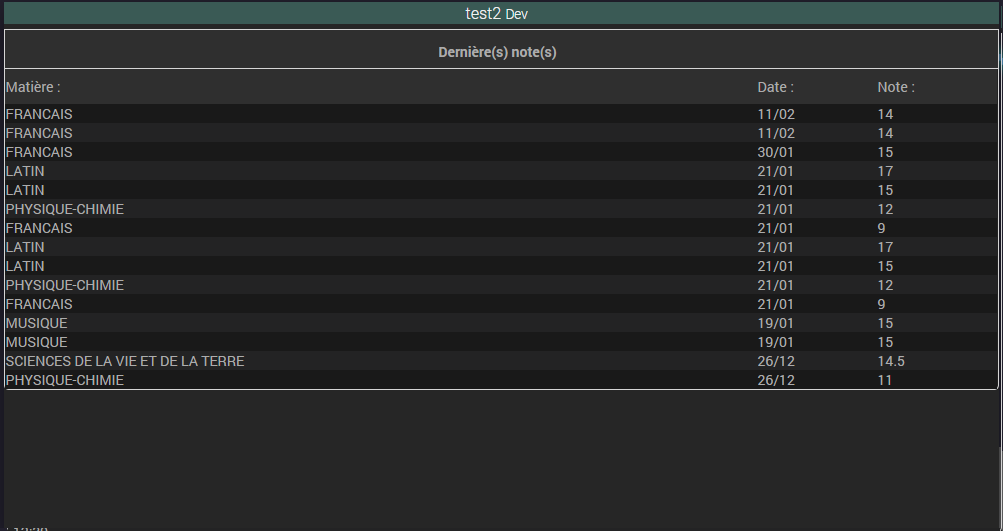 test2 Dev
Dernière(s) note(s)
Matière : Date : Note :
FRANCAIS 11/02 14
FRANCAIS 11/02 14
FRANCAIS 30/01 15
LATIN 21/01 17
LATIN 21/01 15
PHYSIQUE-CHIMIE 21/01 12
FRANCAIS 21/01 9
LATIN 21/01 17
LATIN 21/01 15
PHYSIQUE-CHIMIE 21/01 12
FRANCAIS 21/01 9
MUSIQUE 19/01 15
MUSIQUE 19/01 15
SCIENCES DE LA VIE ET DE LA TERRE 26/12 14.5
PHYSIQUE-CHIMIE 26/12 11